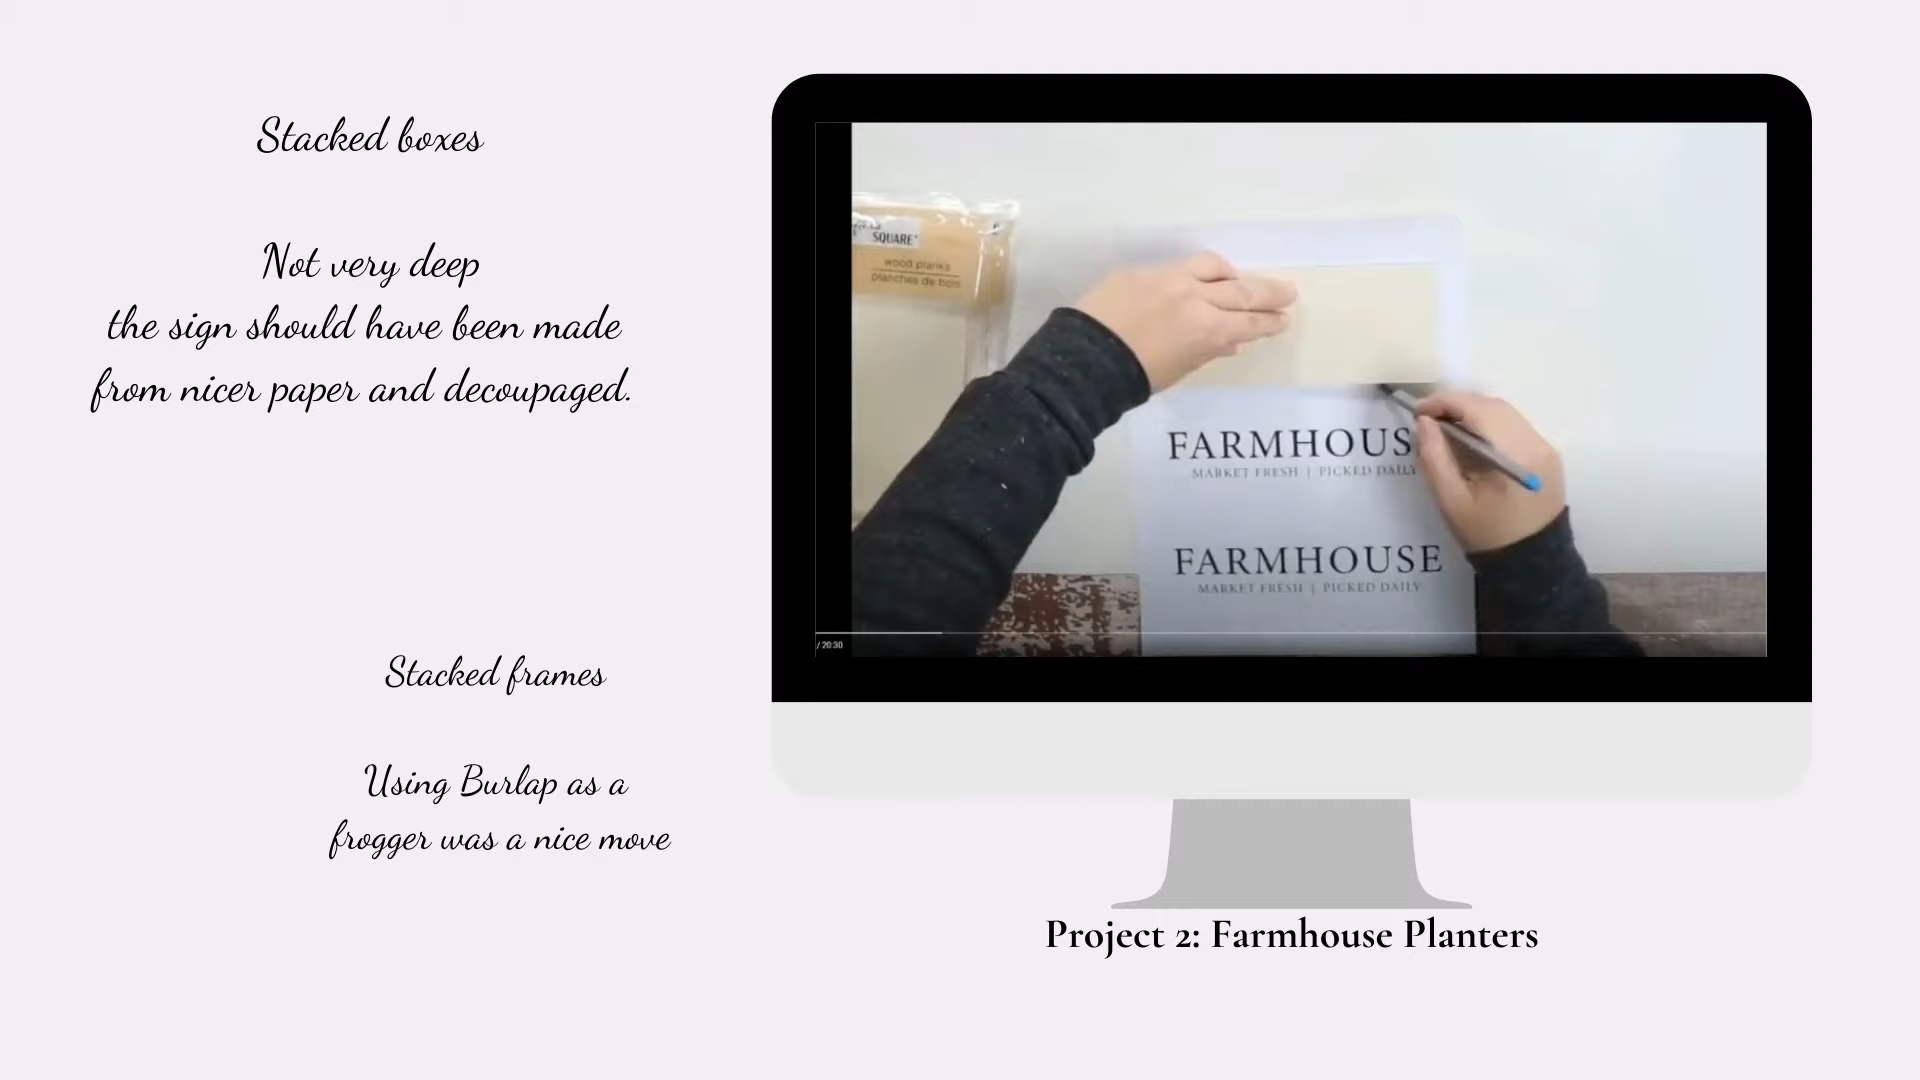 Stacked boxes
Not very deep
the sign should have been made
from nicer paper and decoupaged.
Stacked frames
Using Burlap as a
frogger was a nice move
SQUARE
wood planks
planches de bois
FARMHOUS
MARKET FRESH | PICKED DAILY
FARMHOUSE
MARKET FRESH | PICKED DAILY
/ 20:30
Project 2: Farmhouse Planters